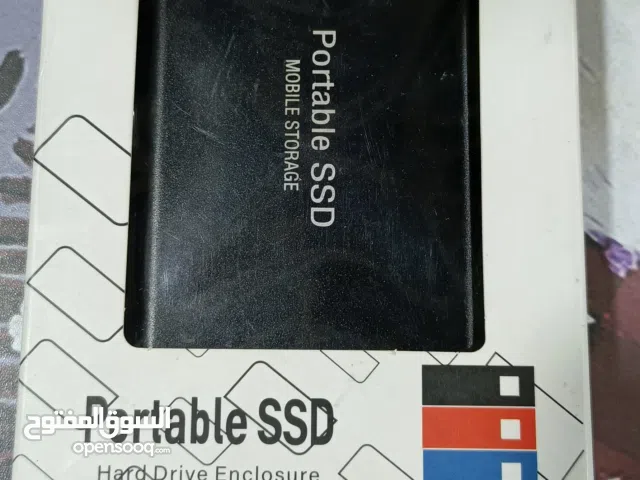 Portable SSD
MOBILE STORAGE
Portable SSD
السوق المفتوح
opensooq.com
Hard Drive Enclosure